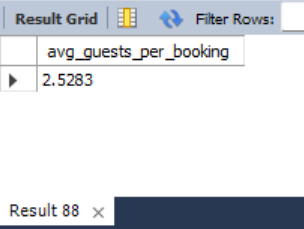 Result Grid Filter Rows:
avg_guests_per_booking
2.5283
Result 88